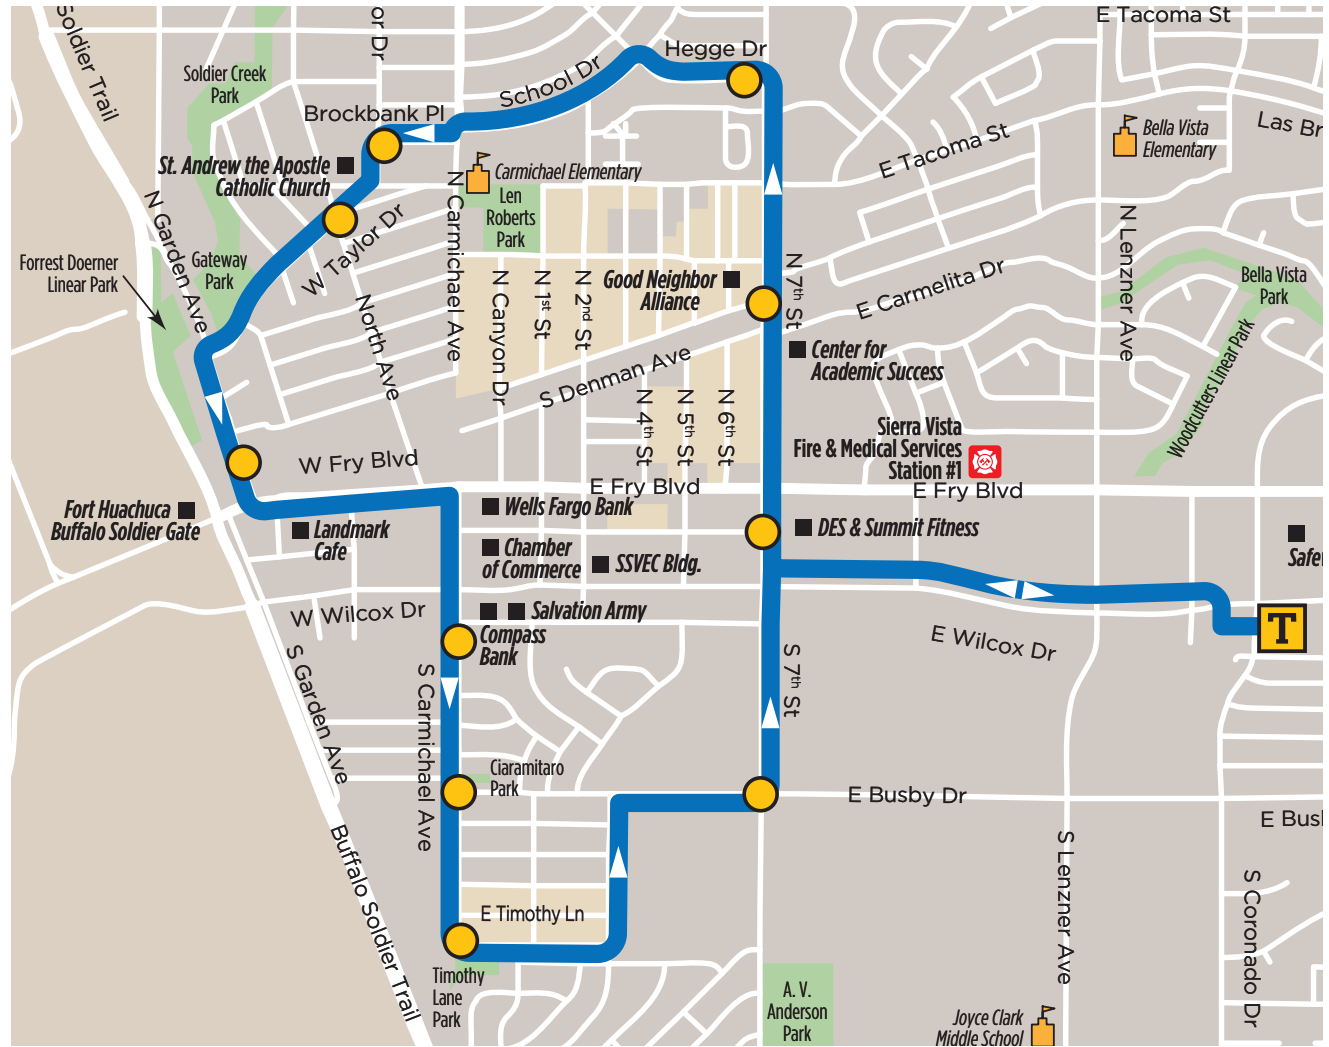 E Tacoma St
Soldier Trail
or Dr
Hegge Dr
Soldier Creek
Park
School Dr
Brockbank Pl
Las Br
Bella Vista
Elementary
E Tacoma St
St. Andrew the Apostle
Catholic Church
Carmichael Elementary
Len
Roberts
Park
N Garden Ave
W Taylor Dr
N Carmichael Ave
N Lenzner Ave
Forrest Doerner
Linear Park
Gateway
Park
North Ave
N Canyon Dr
N 1st St
N 2nd St
Good Neighbor
Alliance
N 7th St
E Carmelita Dr
Bella Vista
Park
Woodcutters Linear Park
Center for
Academic Success
S Denman Ave
N 4th St
N 5th St
N 6th St
Sierra Vista
Fire & Medical Services
Station #1
W Fry Blvd
E Fry Blvd
E Fry Blvd
Fort Huachuca
Buffalo Soldier Gate
Landmark
Cafe
Wells Fargo Bank
Chamber
of Commerce
SSVEC Bldg.
DES & Summit Fitness
Safe
W Wilcox Dr
Salvation Army
Compass
Bank
E Wilcox Dr
T
S Garden Ave
S Carmichael Ave
S 7th St
Ciaramitaro
Park
E Busby Dr
E Busl
Buffalo Soldier Trail
S Lenzner Ave
S Coronado Dr
E Timothy Ln
Timothy
Lane
Park
A. V.
Anderson
Park
Joyce Clark
Middle School